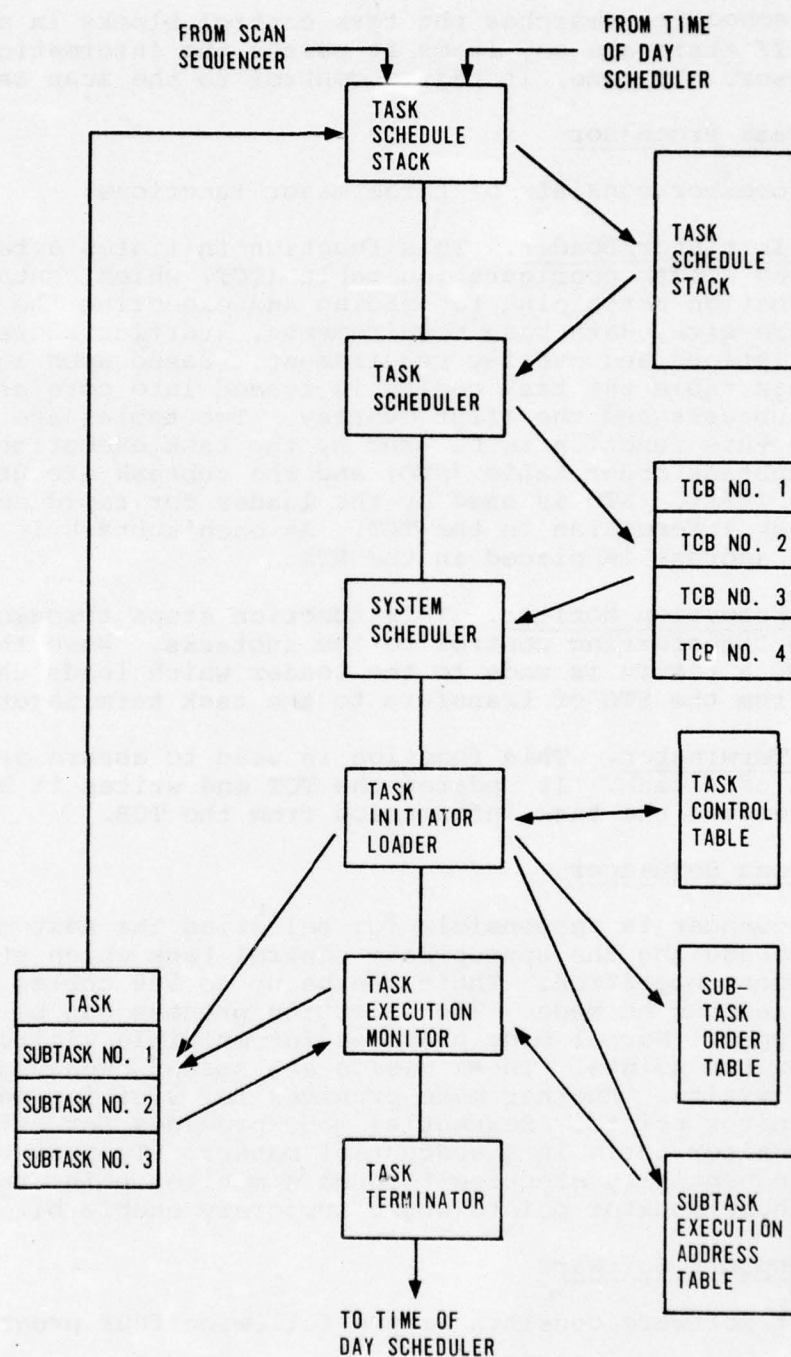 FROM SCAN
SEQUENCER
FROM TIME
OF DAY
SCHEDULER
TASK
SCHEDULE
STACK
TASK
SCHEDULE
STACK
TASK
SCHEDULER
TCB NO.
TCB NO. 2
TCB NO. 3
TCP NO. 4
SYSTEM
SCHEDULER
TASK
INITIATOR
LOADER
TASK
CONTROL
TABLE
TASK
SUBTASK NO. 1
SUBTASK NO. 2
SUBTASK NO. 3
TASK
EXECUTION
MONITOR
SUB-
TASK
ORDER
TABLE
TASK
TERMINATOR
SUBTASK
EXECUTION
ADDRESS
TABLE
TO TIME OF
DAY SCHEDULER